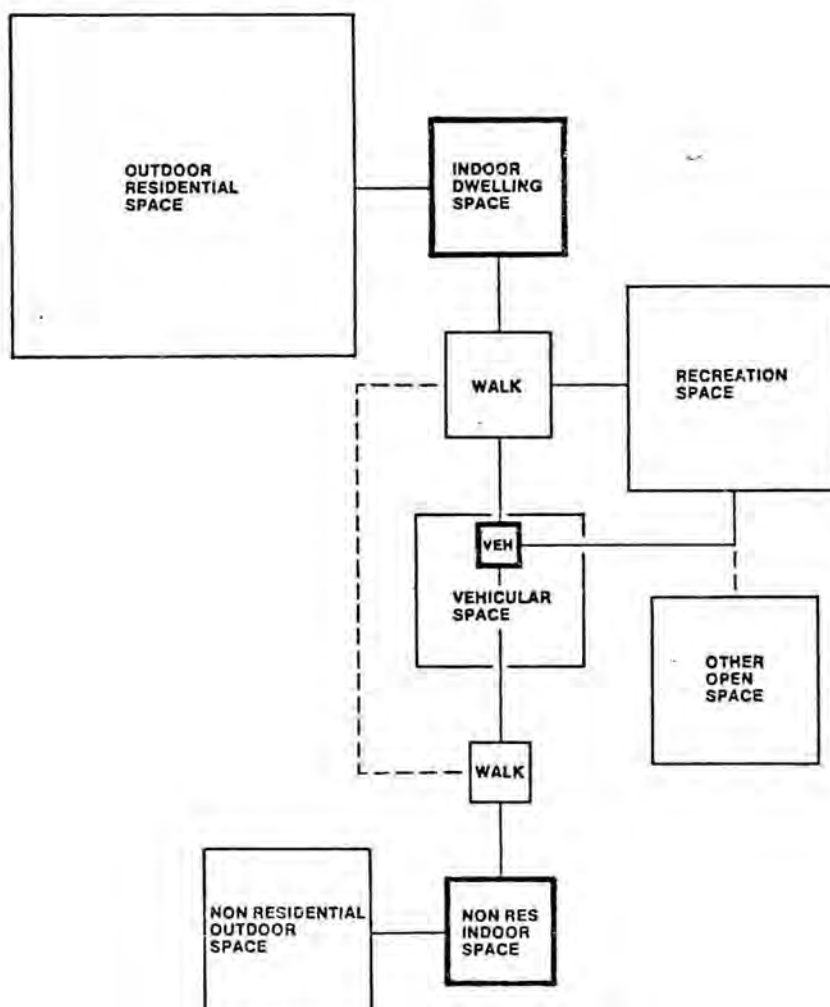 OUTDOOR
RESIDENTIAL
SPACE
INDOOR
DWELLING
SPACE
WALK
RECREATION
SPACE
VEH
VEHICULAR
SPACE
OTHER
OPEN
SPACE
WALK
NON RESIDENTIAL
OUTDOOR
SPACE
NON RES
INDOOR
SPACE